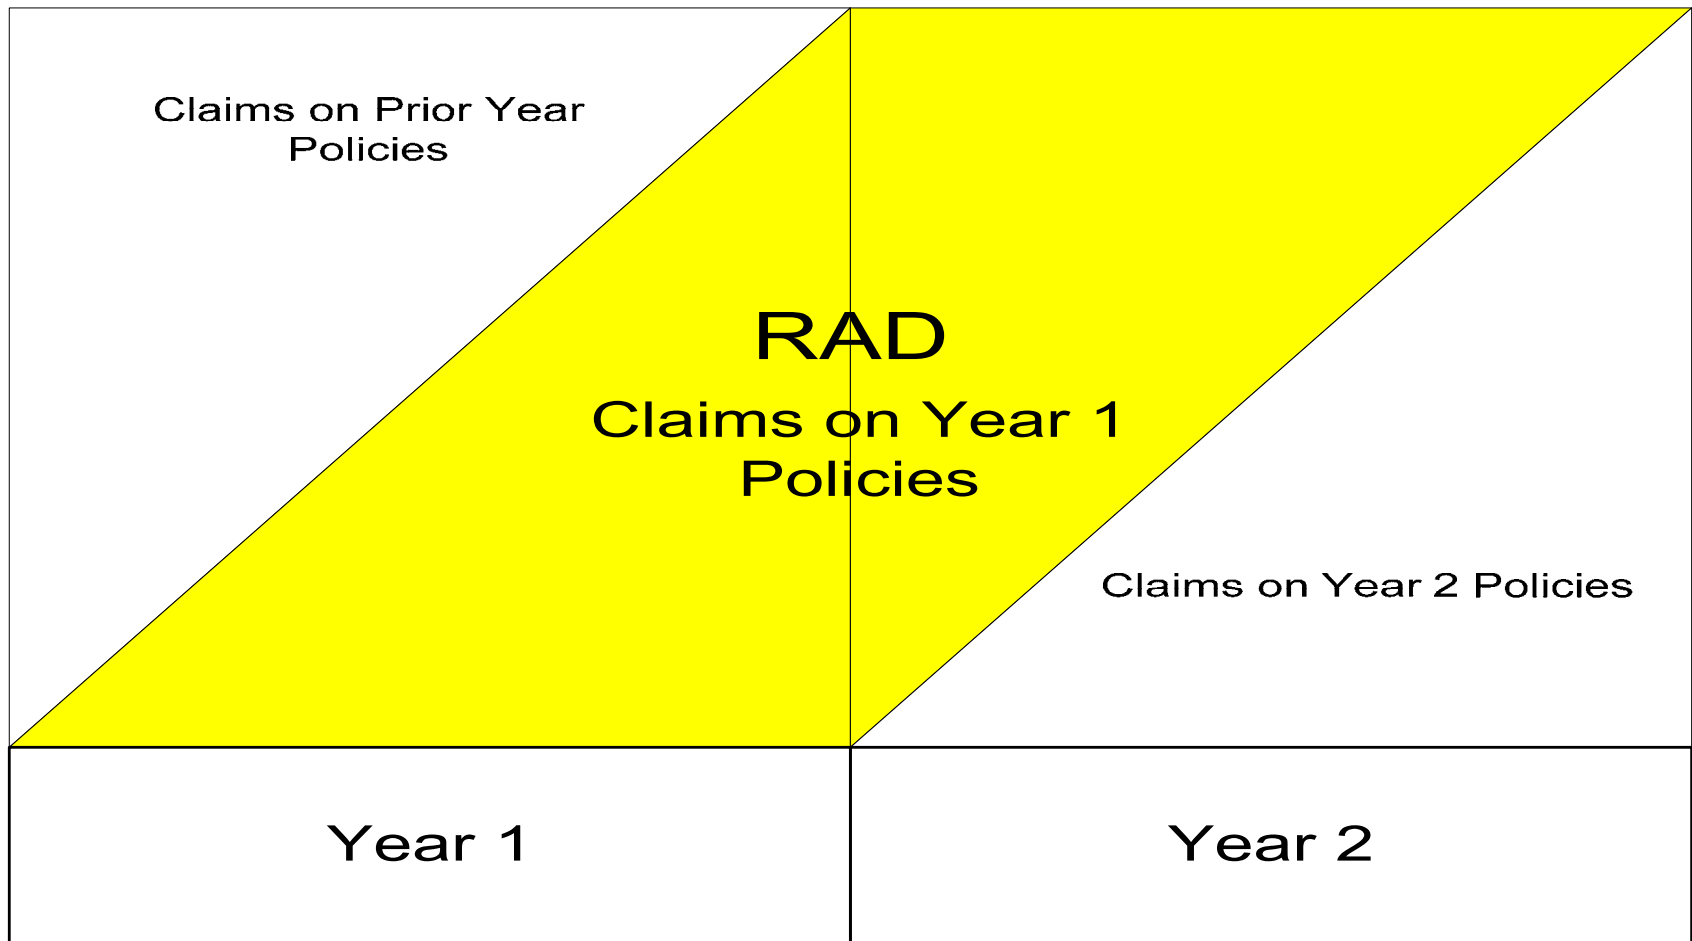 Claims on Prior Year
Policies
RAD
Claims on Year 1
Policies
Claims on Year 2 Policies
Year 1
Year 2